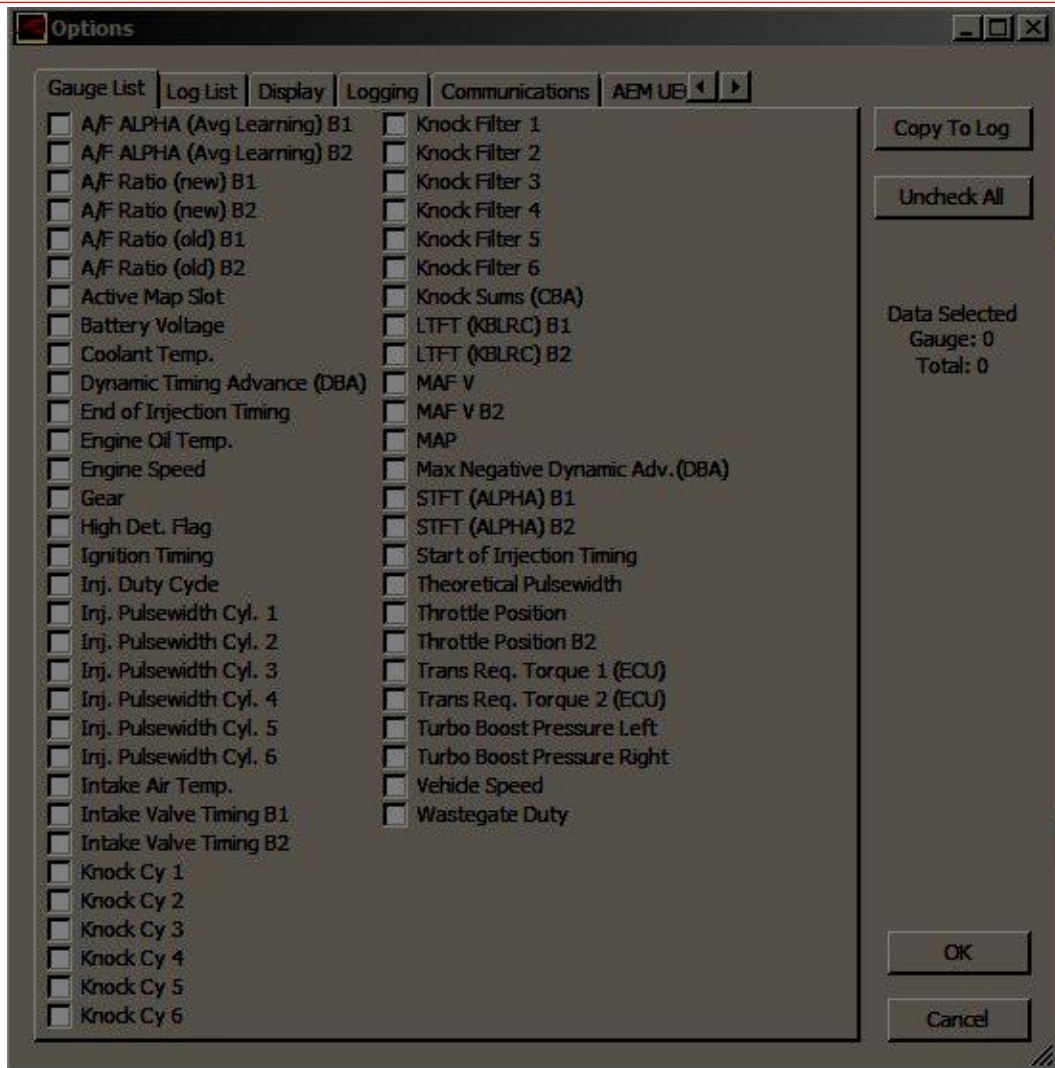 Options
Gauge List
Log List
Display
Logging
Communications
A/F ALPHA (Avg Learning) B1
A/F ALPHA (Avg Learning) B2
A/F Ratio (new) B1
A/F Ratio (new) B2
A/F Ratio (old) B1
A/F Ratio (old) B2
Active Map Slot
Battery Voltage
Coolant Temp.
Dynamic Timing Advance (DBA)
End of Injection Timing
Engine Oil Temp.
Engine Speed
Gear
High Det. Flag
Ignition Timing
Inj. Duty Cycle
Inj. Pulsewidth Cyl. 1
Inj. Pulsewidth Cyl. 2
Inj. Pulsewidth Cyl. 3
Inj. Pulsewidth Cyl. 4
Inj. Pulsewidth Cyl. 5
Inj. Pulsewidth Cyl. 6
Intake Air Temp.
Intake Valve Timing B1
Intake Valve Timing B2
Knock Cy 1
Knock Cy 2
Knock Cy 3
Knock Cy 4
Knock Cy 5
Knock Cy 6
Knock Filter 1
Knock Filter 2
Knock Filter 3
Knock Filter 4
Knock Filter 5
Knock Filter 6
Knock Sums (CBA)
LTFT (KBLRC) B1
LTFT (KBLRC) B2
MAF V
MAF V B2
MAP
Max Negative Dynamic Adv.(DBA)
STFT (ALPHA) B1
STFT (ALPHA) B2
Start of Injection Timing
Theoretical Pulsewidth
Throttle Position
Throttle Position B2
Trans Req. Torque 1 (ECU)
Trans Req. Torque 2 (ECU)
Turbo Boost Pressure Left
Turbo Boost Pressure Right
Vehicle Speed
Wastegate Duty
Copy To Log
Uncheck All
Data Selected
Gauge: 0
Total: 0
OK
Cancel